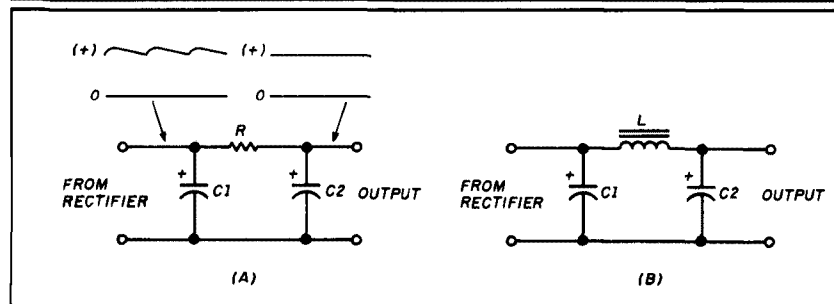 (+) (+)
0 0
R
+ C1 + C2
FROM RECTIFIER
OUTPUT
(A)
L
+ C1 + C2
FROM RECTIFIER
OUTPUT
(B)